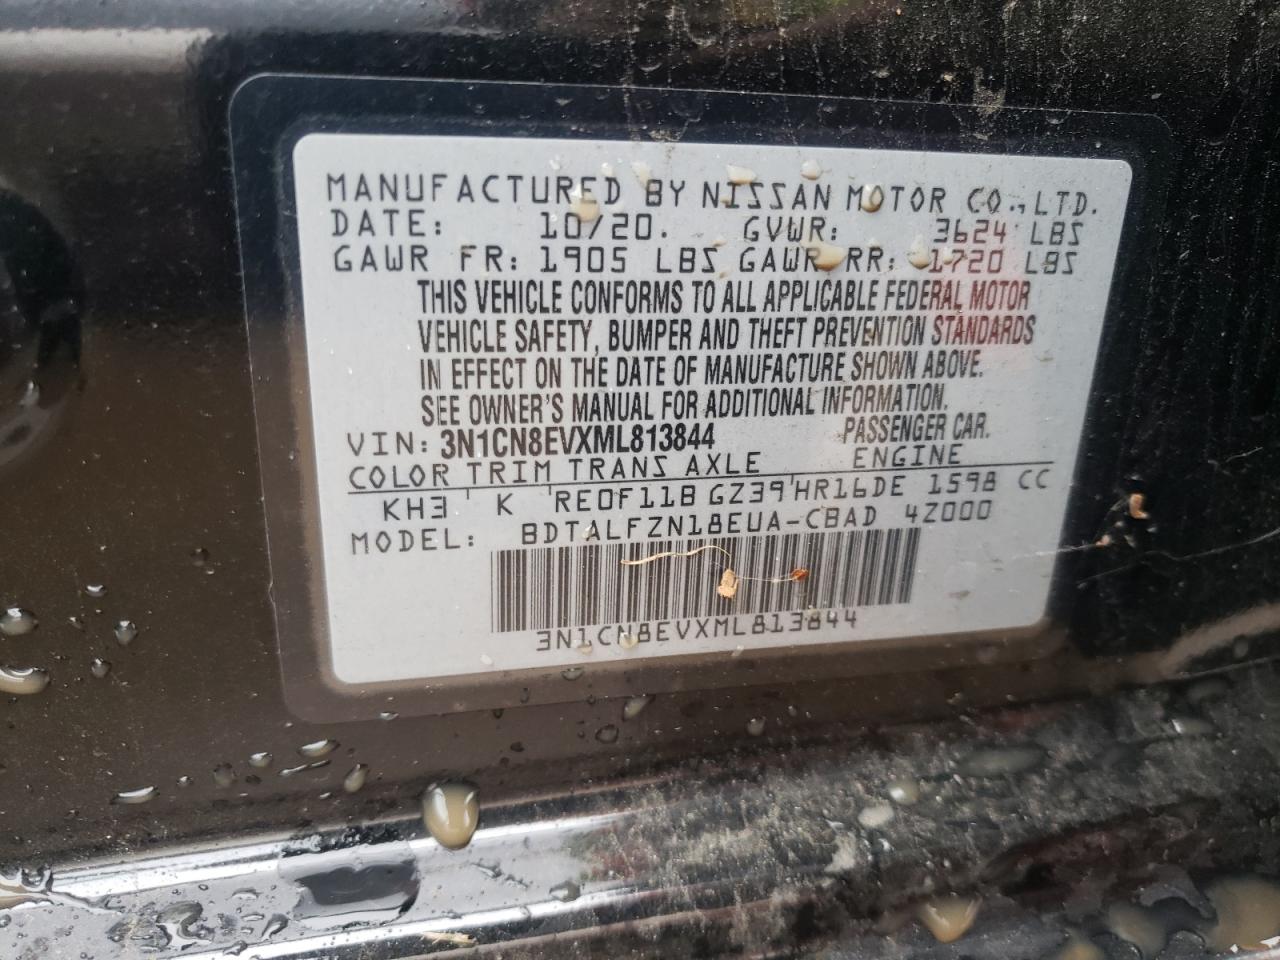 MANUFACTURED BY NISSAN MOTOR CO., LTD.
DATE: 10/20. GVWR: 3624 LBS
GAWR FR: 1905 LBS GAWR RR: 1720 LBS
THIS VEHICLE CONFORMS TO ALL APPLICABLE FEDERAL MOTOR
VEHICLE SAFETY, BUMPER AND THEFT PREVENTION STANDARDS
IN EFFECT ON THE DATE OF MANUFACTURE SHOWN ABOVE.
SEE OWNER'S MANUAL FOR ADDITIONAL INFORMATION.
VIN: 3N1CN8EVXML813844 PASSENGER CAR.
COLOR TRIM TRANS AXLE ENGINE
KH3 K RE0F11B GZ39 HR16DE 1598 CC
MODEL: BDTALFZN18EUA-CBAD 4Z000
3N1CN8EVXML813844